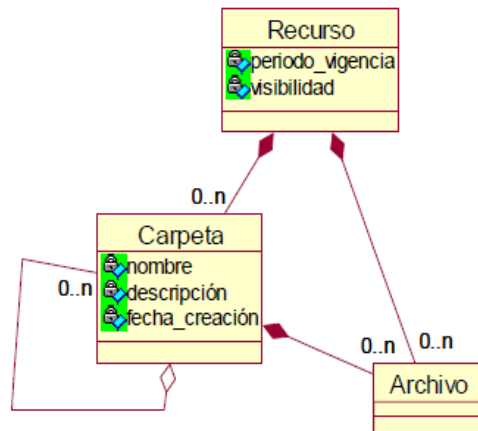 Recurso
periodo_vigencia
visibilidad
0..n
Carpeta
nombre
0..n
descripción
fecha_creación
0..n
0..n
Archivo